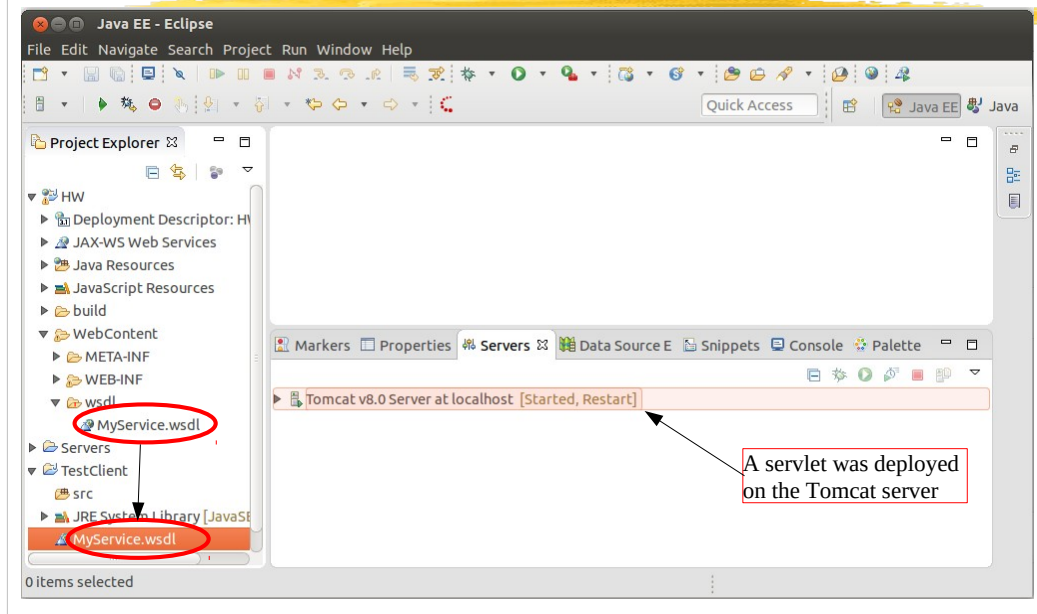 Java EE - Eclipse
File Edit Navigate Search Project Run Window Help
Quick Access
Java EE
Java
Project Explorer
HW
Deployment Descriptor: HW
JAX-WS Web Services
Java Resources
JavaScript Resources
build
WebContent
META-INF
WEB-INF
wsdl
MyService.wsdl
Servers
TestClient
src
JRE System Library [JavaSE
MyService.wsdl
Markers Properties Servers Data Source E Snippets Console Palette
Tomcat v8.0 Server at localhost [Started, Restart]
A servlet was deployed
on the Tomcat server
0 items selected